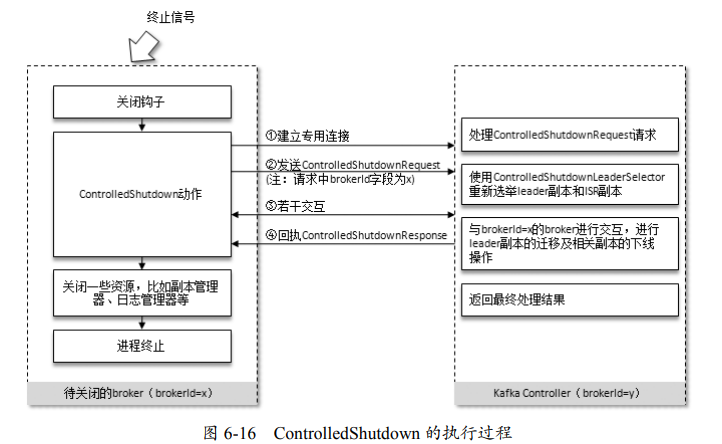 终止信号
关闭钩子
ControlledShutdown动作
关闭一些资源，比如副本管理
器、日志管理器等
进程终止
待关闭的broker（brokerId=x）
①建立专用连接
②发送ControlledShutdownRequest
(注：请求中brokerId字段为x)
③若干交互
④回执ControlledShutdownResponse
处理ControlledShutdownISRequest请求
使用ControlledShutdownLeaderSelector
重新选举leader副本和ISR副本
与brokerId=x的broker进行交互，进行
leader副本的迁移及相关副本的下线
操作
返回最终处理结果
Kafka Controller（brokerId=y）
图 6-16 ControlledShutdown 的执行过程